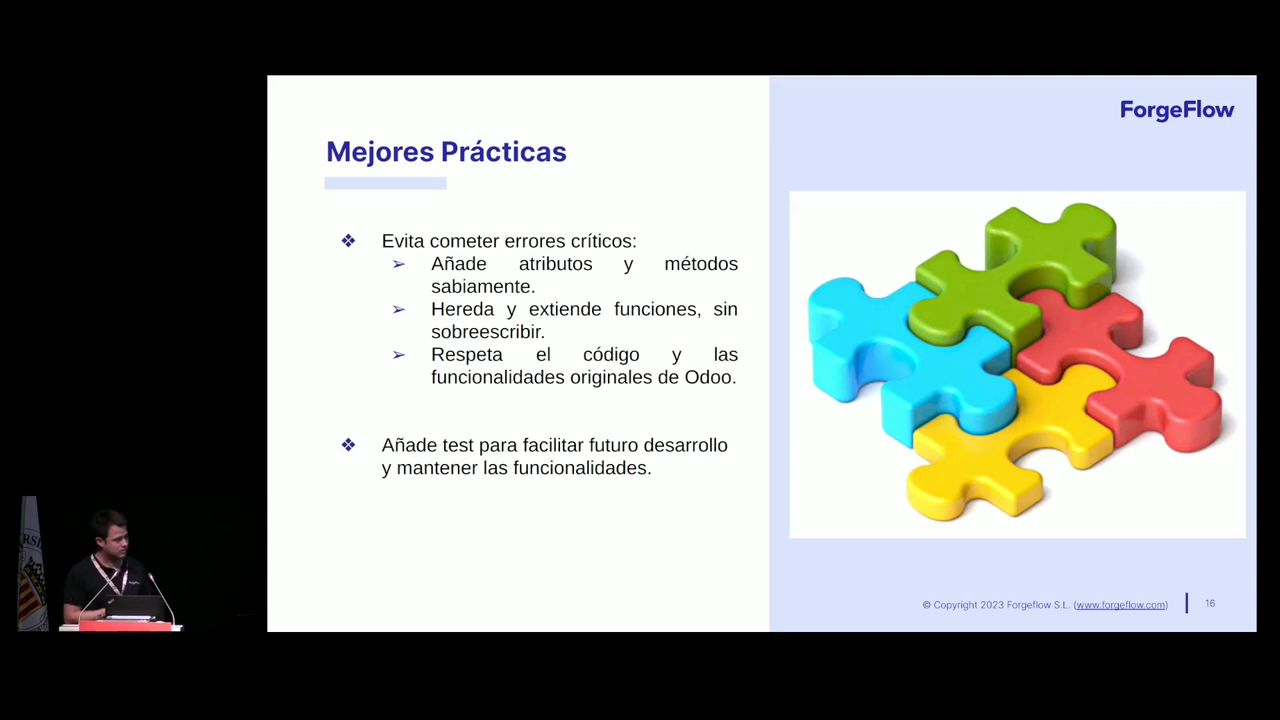 ForgeFlow
Mejores Prácticas
❖ Evita cometer errores críticos:
➢ Añade atributos y métodos
sabiamente.
➢ Hereda y extiende funciones, sin
sobreescribir.
➢ Respeta el código y las
funcionalidades originales de Odoo.
❖ Añade test para facilitar futuro desarrollo
y mantener las funcionalidades.
© Copyright 2023 Forgeflow S.L. (www.forgeflow.com) 16